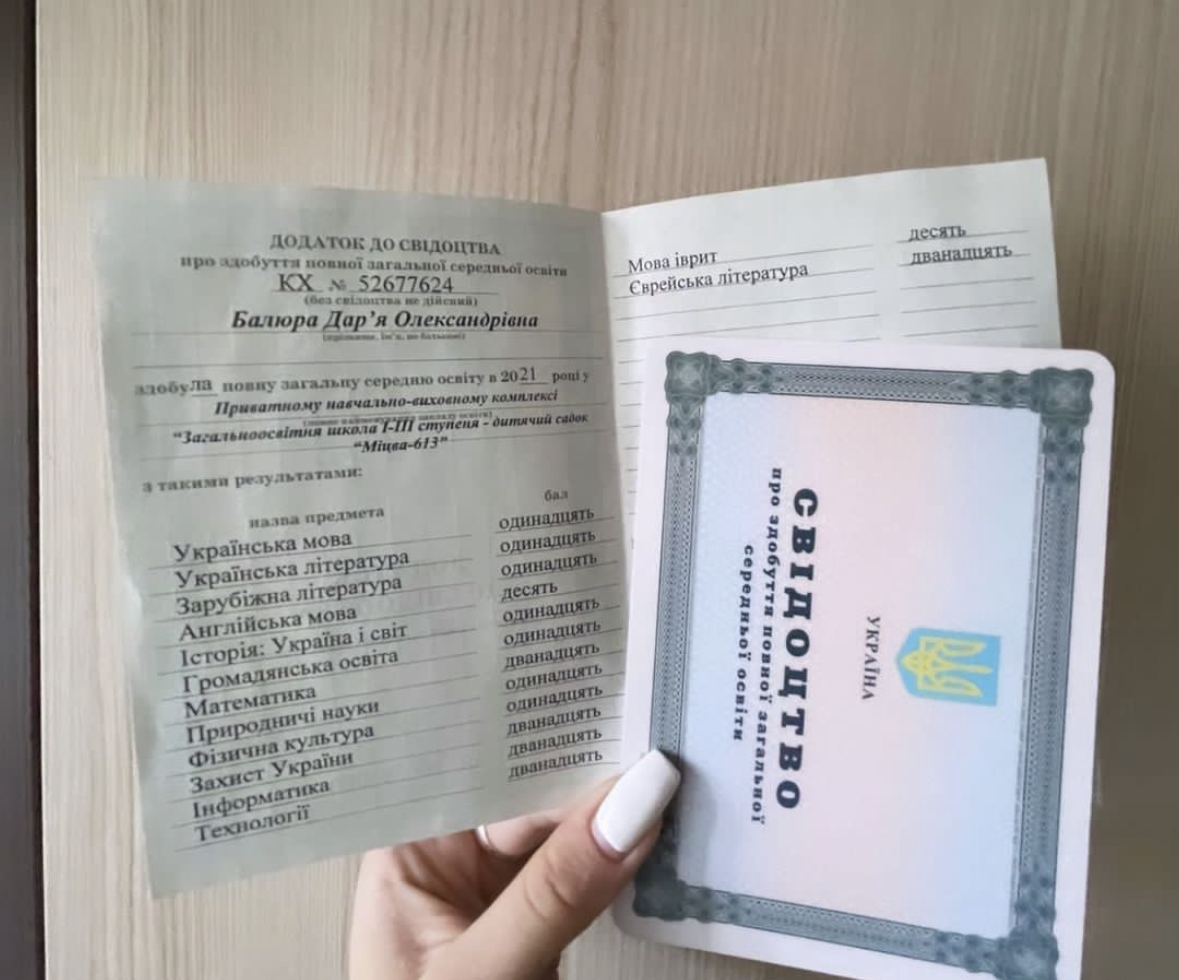 ДОДАТОК ДО СВІДОЦТВА
про здобуття повної загальної середньої освіти
КХ № 52677624
(без свідоцтва не дійсний)
Балюра Дар’я Олександрівна
(прізвище, ім’я, по батькові)
здобула повну загальну середню освіту в 2021 році у
Приватному навчально-виховному комплексі
“Загальноосвітня школа І-ІІІ ступеня - дитячий садок
“Міцва-613”
з такими результатами:
назва предмета бал
Українська мова одинадцять
Українська література одинадцять
Зарубіжна література одинадцять
Англійська мова десять
Історія: Україна і світ одинадцять
Громадянська освіта одинадцять
Математика дванадцять
Природничі науки одинадцять
Фізична культура одинадцять
Захист України дванадцять
Інформатика дванадцять
Технології дванадцять
Мова іврит десять
Єврейська література дванадцять
УКРАЇНА
СВІДОЦТВО
про здобуття повної загальної
середньої освіти